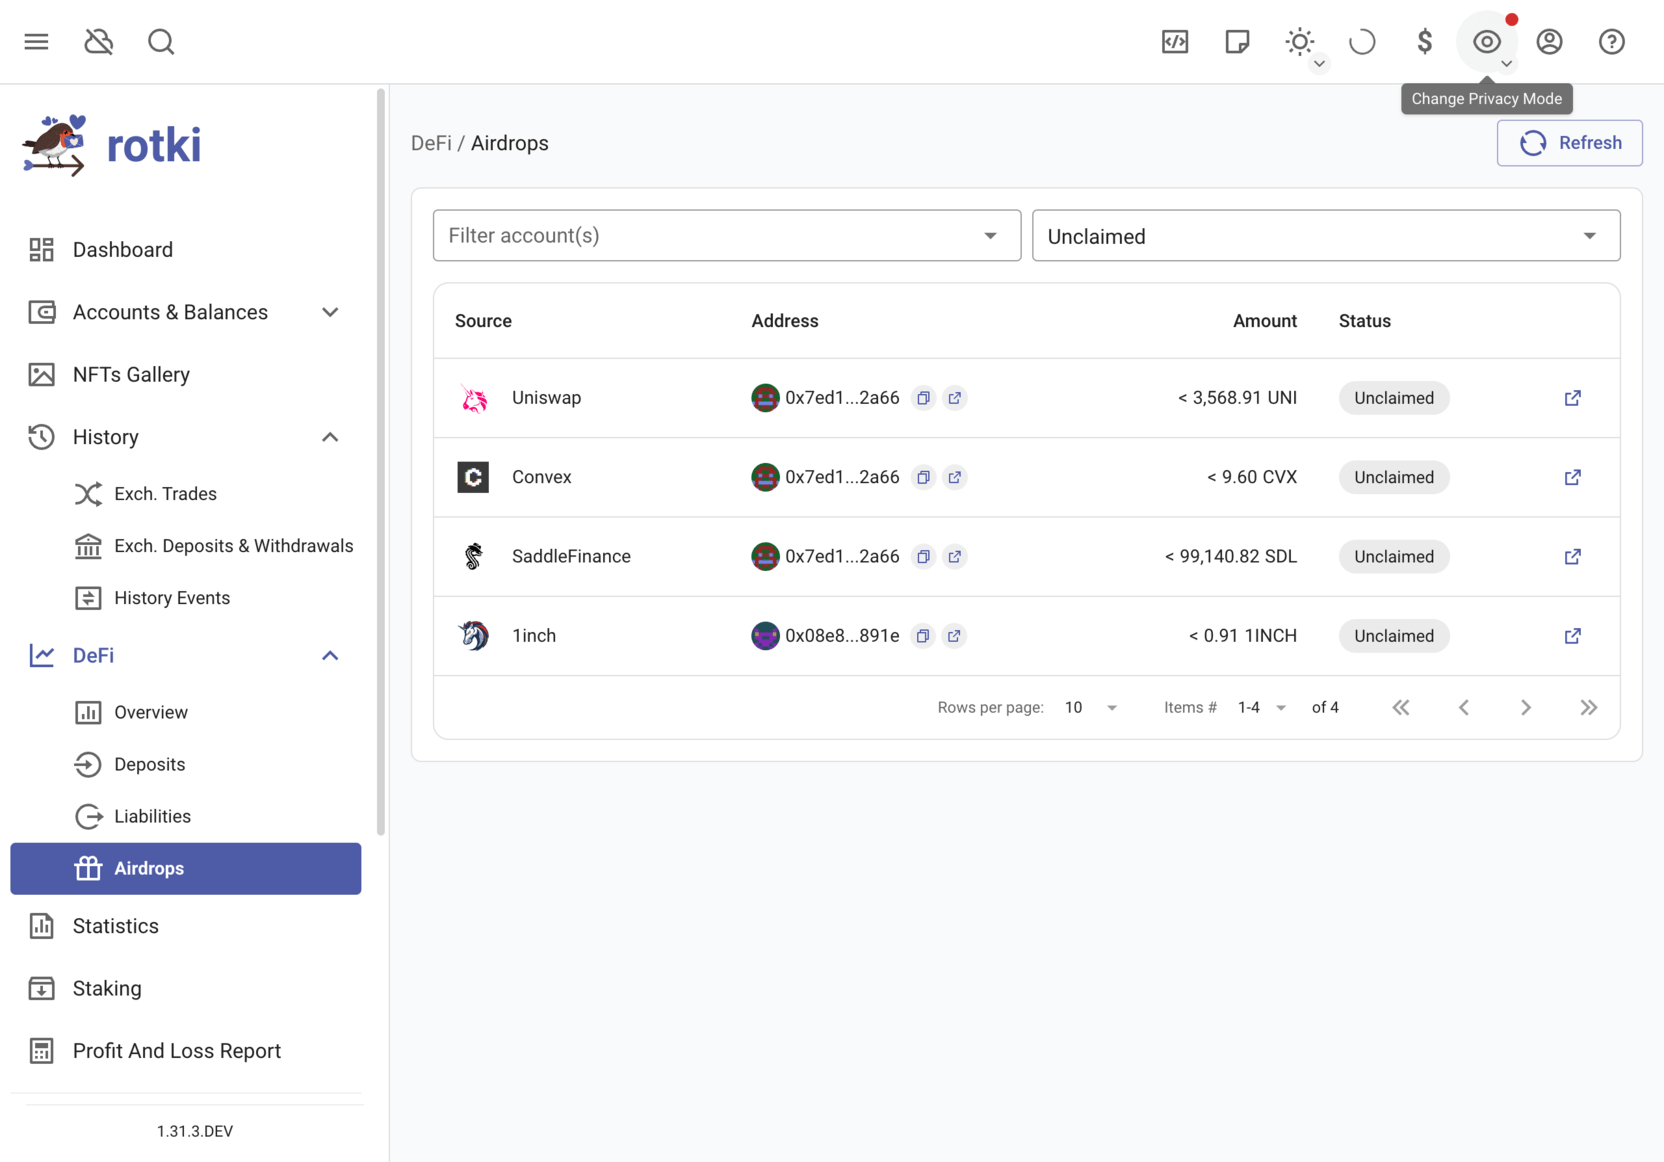 Change Privacy Mode
rotki
DeFi / Airdrops
Refresh
Filter account(s)
Unclaimed
Dashboard
Accounts & Balances
NFTs Gallery
History
Exch. Trades
Exch. Deposits & Withdrawals
History Events
DeFi
Overview
Deposits
Liabilities
Airdrops
Statistics
Staking
Profit And Loss Report
1.31.3.DEV
Source Address Amount Status
Uniswap 0x7ed1...2a66 < 3,568.91 UNI Unclaimed
Convex 0x7ed1...2a66 < 9.60 CVX Unclaimed
SaddleFinance 0x7ed1...2a66 < 99,140.82 SDL Unclaimed
1inch 0x08e8...891e < 0.91 1INCH Unclaimed
Rows per page: 10 Items # 1-4 of 4